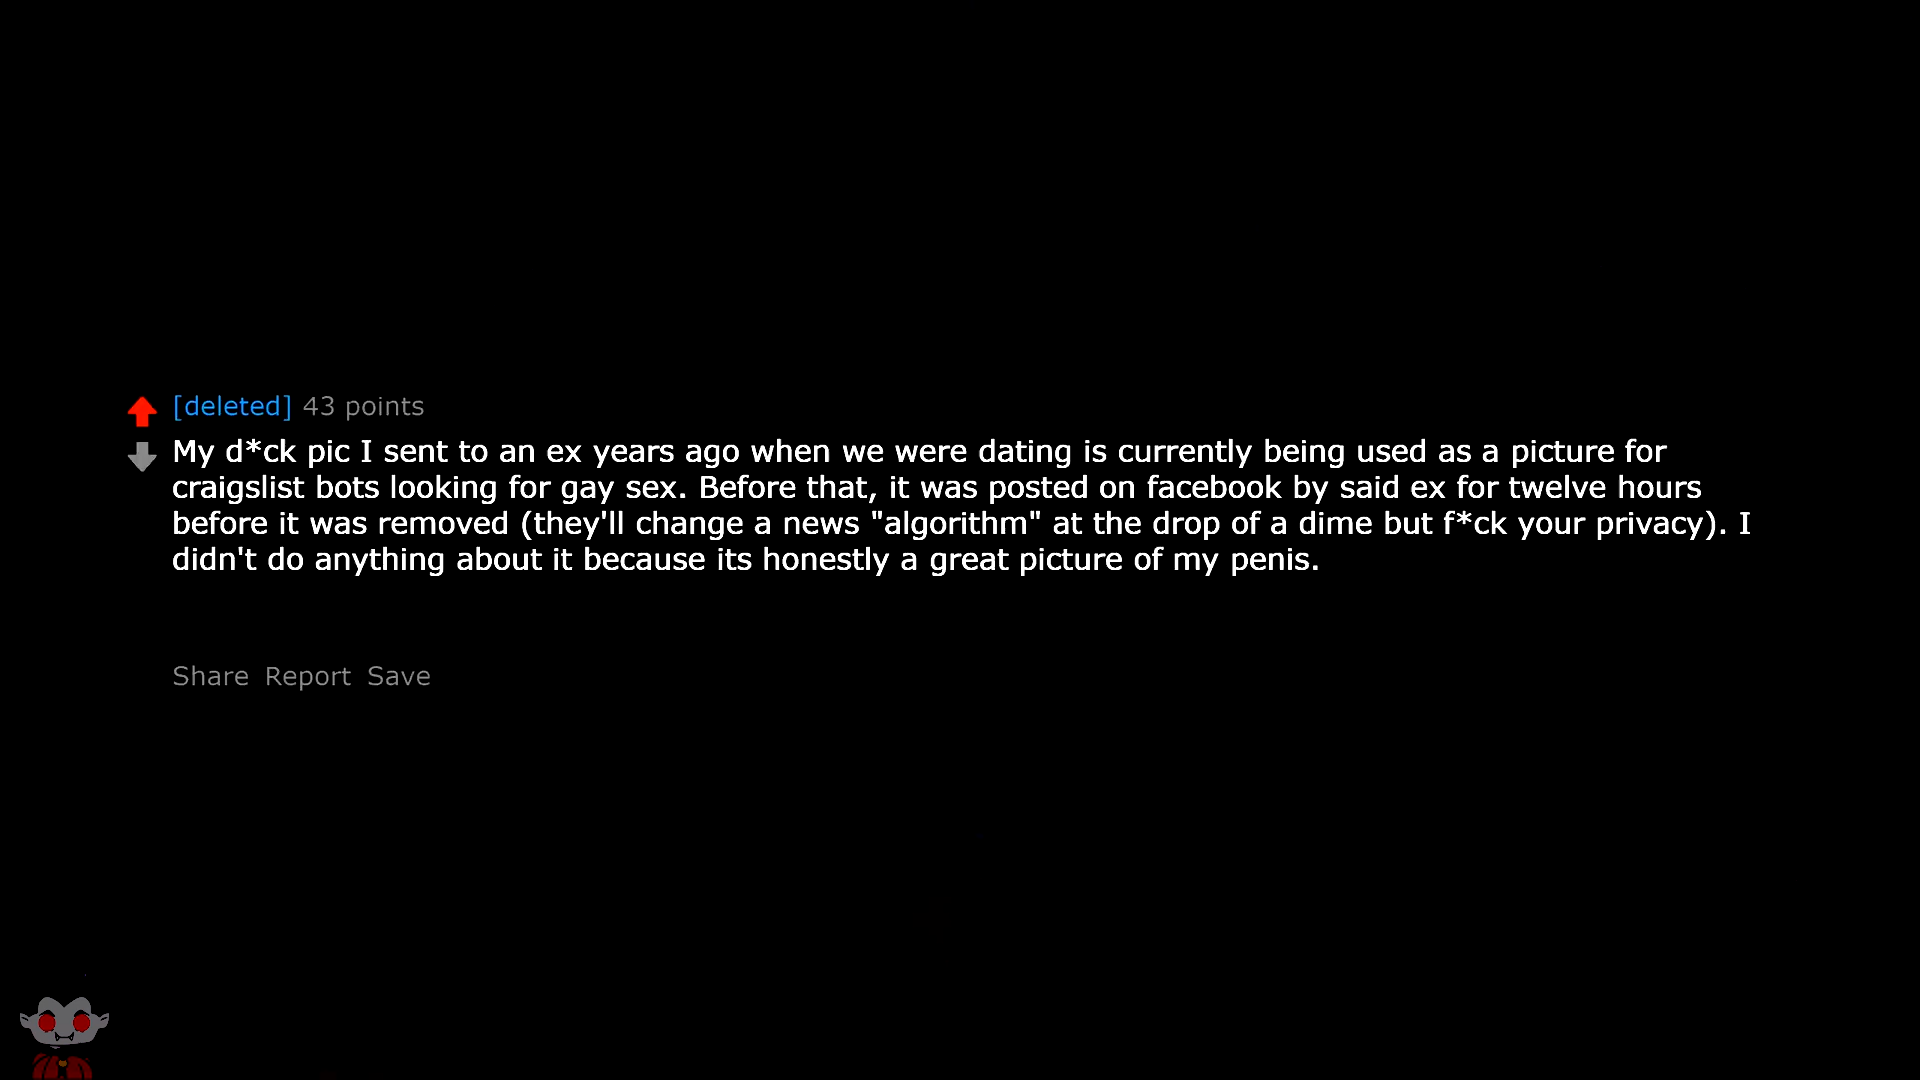 [deleted] 43 points
My d*ck pic I sent to an ex years ago when we were dating is currently being used as a picture for
craigslist bots looking for gay sex. Before that, it was posted on facebook by said ex for twelve hours
before it was removed (they'll change a news "algorithm" at the drop of a dime but f*ck your privacy). I
didn't do anything about it because its honestly a great picture of my penis.
Share Report Save